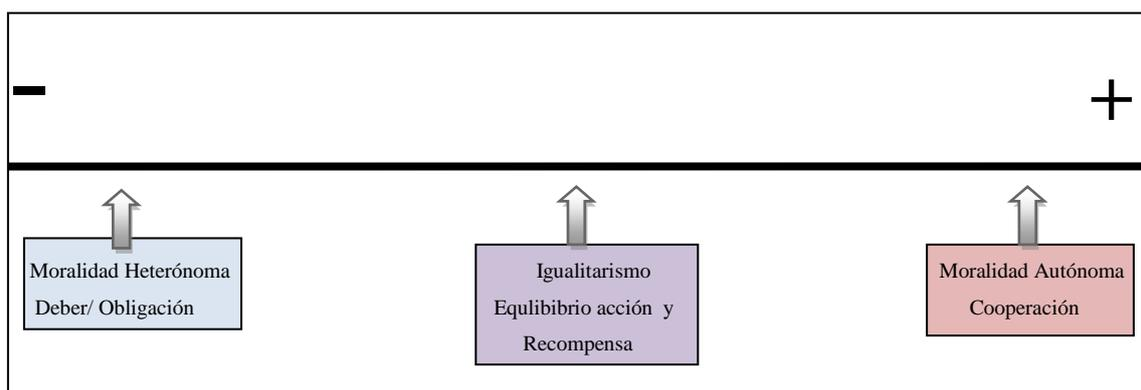 -
+
Moralidad Heterónoma
Deber/ Obligación
Igualitarismo
Equlibibrio acción y
Recompensa
Moralidad Autónoma
Cooperación